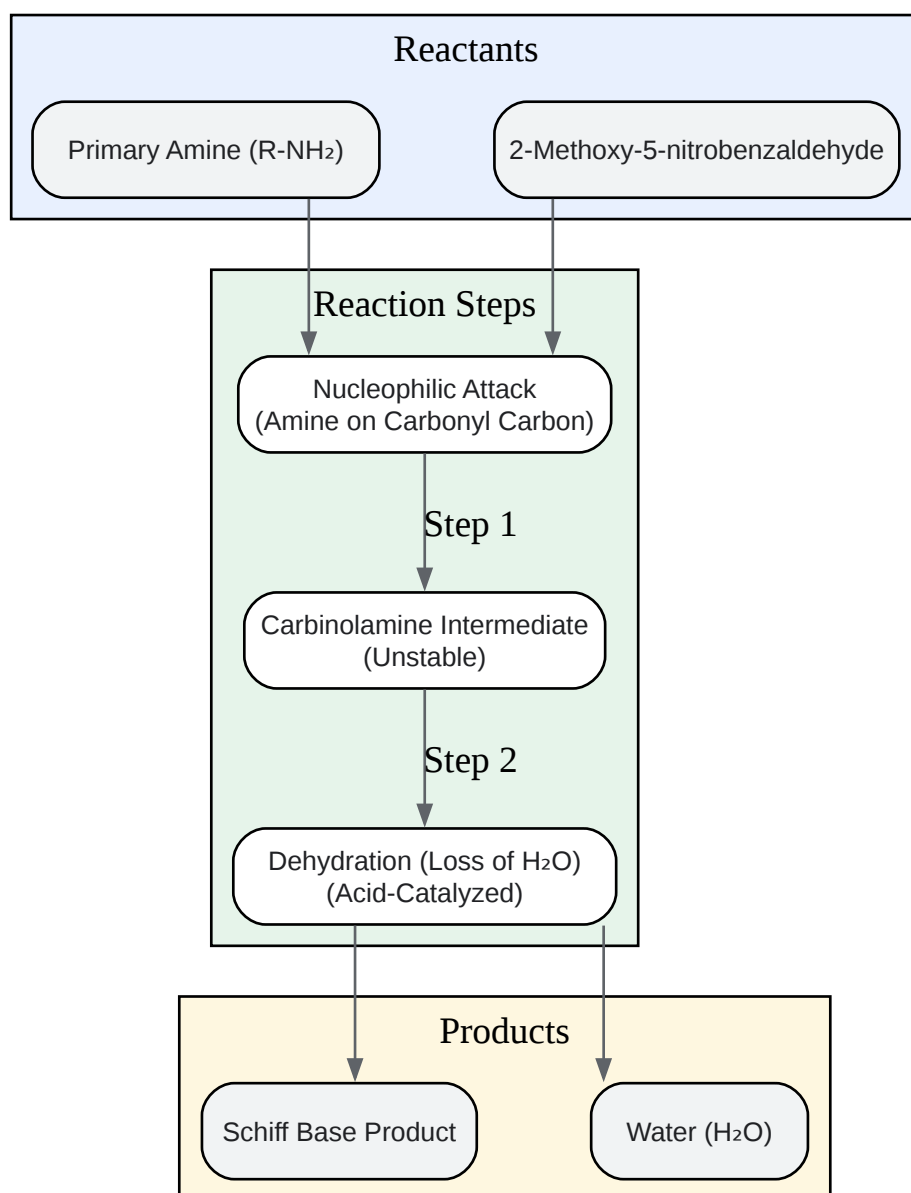 Reactants
Primary Amine (R-NH₂)
2-Methoxy-5-nitrobenzaldehyde
Reaction Steps
Nucleophilic Attack
(Amine on Carbonyl Carbon)
Step 1
Carbinolamine Intermediate
(Unstable)
Step 2
Dehydration (Loss of H₂O)
(Acid-Catalyzed)
Products
Schiff Base Product
Water (H₂O)